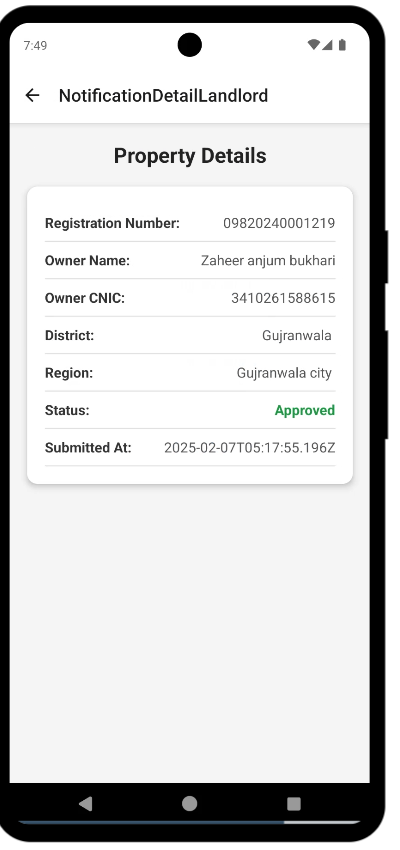 7:49
NotificationDetailLandlord
Property Details
Registration Number: 09820240001219
Owner Name: Zaheer anjum bukhari
Owner CNIC: 3410261588615
District: Gujranwala
Region: Gujranwala city
Status: Approved
Submitted At: 2025-02-07T05:17:55.196Z